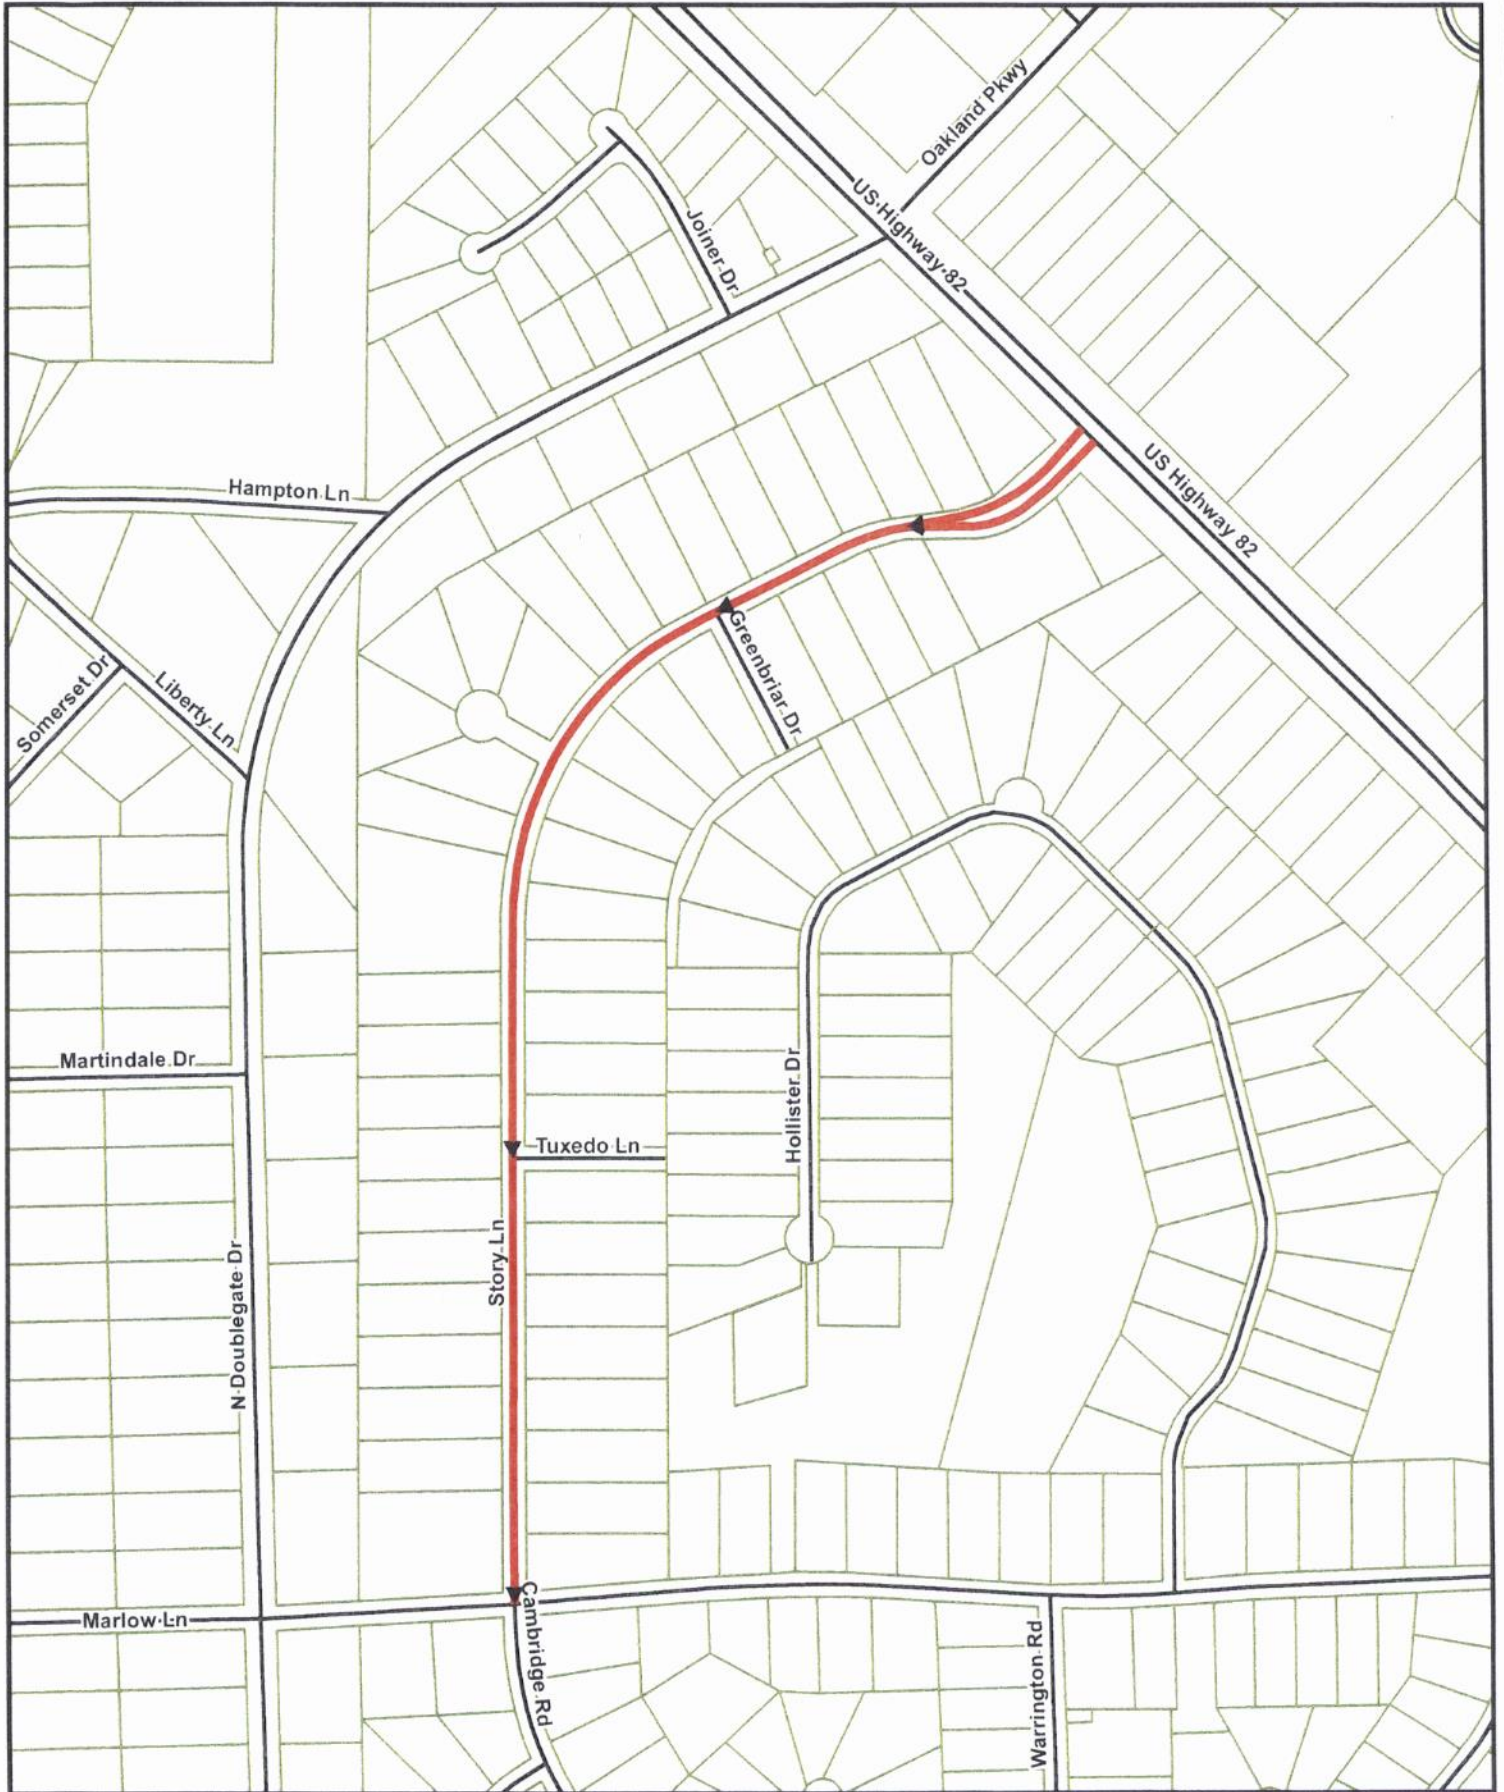 Oakland Pkwy
US Highway 82
Joiner Dr
US Highway 82
Hampton Ln
Greenbriar Dr
Somerset Dr
Liberty Ln
Martindale Dr
Hollister Dr
Tuxedo Ln
Story Ln
N Doublegate Dr
Marlow Ln
Cambridge Rd
Warrington Rd